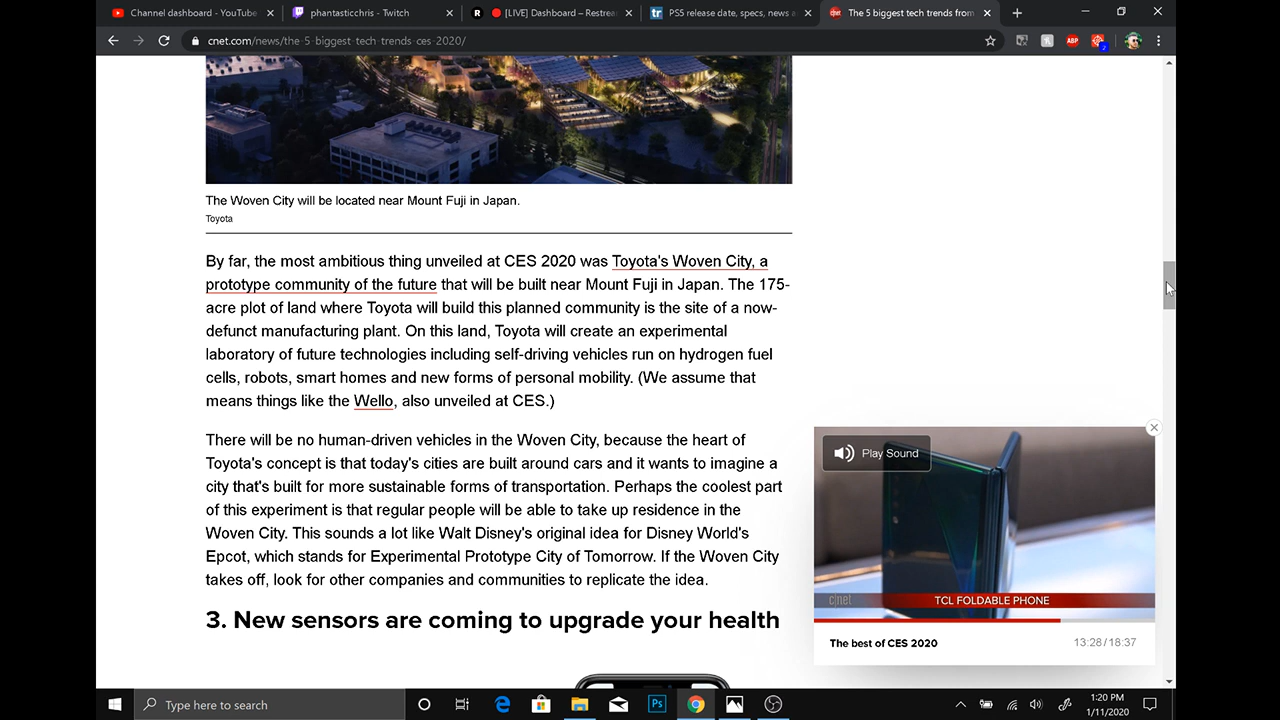 Channel dashboard - YouTube
phantasticchris - Twitch
[LIVE] Dashboard – Restream
PS5 release date, specs, news a
The 5 biggest tech trends from
cnet.com/news/the-5-biggest-tech-trends-ces-2020/
ABP
2
The Woven City will be located near Mount Fuji in Japan.
Toyota
By far, the most ambitious thing unveiled at CES 2020 was Toyota's Woven City, a
prototype community of the future that will be built near Mount Fuji in Japan. The 175-
acre plot of land where Toyota will build this planned community is the site of a now-
defunct manufacturing plant. On this land, Toyota will create an experimental
laboratory of future technologies including self-driving vehicles run on hydrogen fuel
cells, robots, smart homes and new forms of personal mobility. (We assume that
means things like the Wello, also unveiled at CES.)
There will be no human-driven vehicles in the Woven City, because the heart of
Toyota's concept is that today's cities are built around cars and it wants to imagine a
city that's built for more sustainable forms of transportation. Perhaps the coolest part
of this experiment is that regular people will be able to take up residence in the
Woven City. This sounds a lot like Walt Disney's original idea for Disney World's
Epcot, which stands for Experimental Prototype City of Tomorrow. If the Woven City
takes off, look for other companies and communities to replicate the idea.
3. New sensors are coming to upgrade your health
Play Sound
c|net
TCL FOLDABLE PHONE
The best of CES 2020
13:28 / 18:37
Type here to search
Ps
1:20 PM
1/11/2020